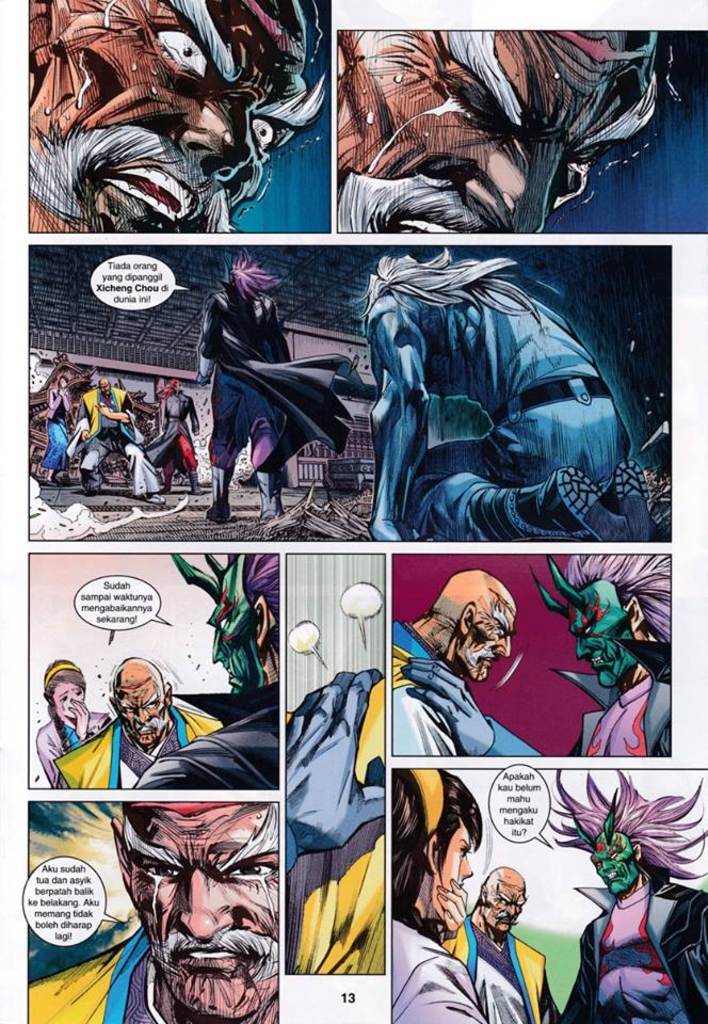 Tiada orang
yang dipanggil
Xicheng Chou di
dunia ini!
Sudah
sampai waktunya
mengabaikannya
sekarang!
Apakah
kau belum
mahu
mengaku
hakikat
itu?
Aku sudah
tua dan asyik
berpatah balik
ke belakang. Aku
memang tidak
boleh diharap
lagi!
13